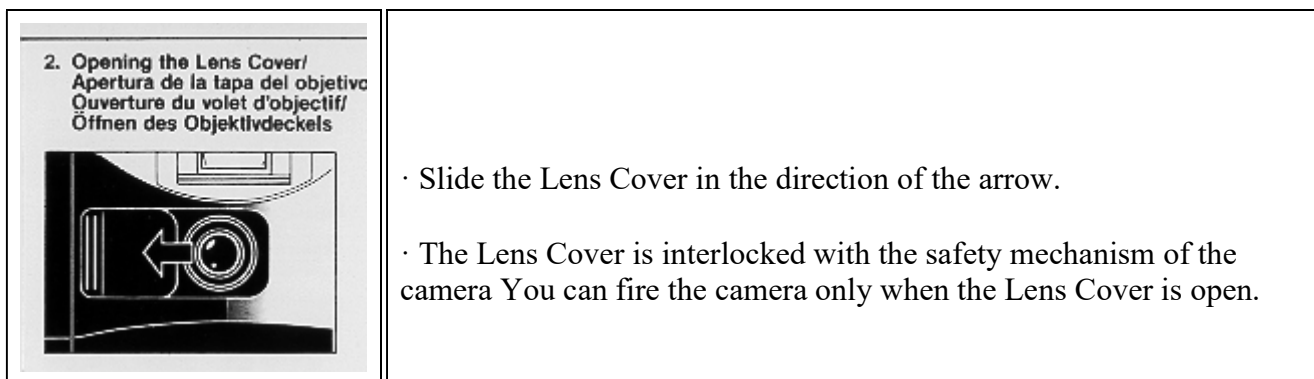 2. Opening the Lens Cover/
Apertura de la tapa del objetivo
Ouverture du volet d'objectif/
Öffnen des Objektivdeckels
· Slide the Lens Cover in the direction of the arrow.
· The Lens Cover is interlocked with the safety mechanism of the
camera You can fire the camera only when the Lens Cover is open.